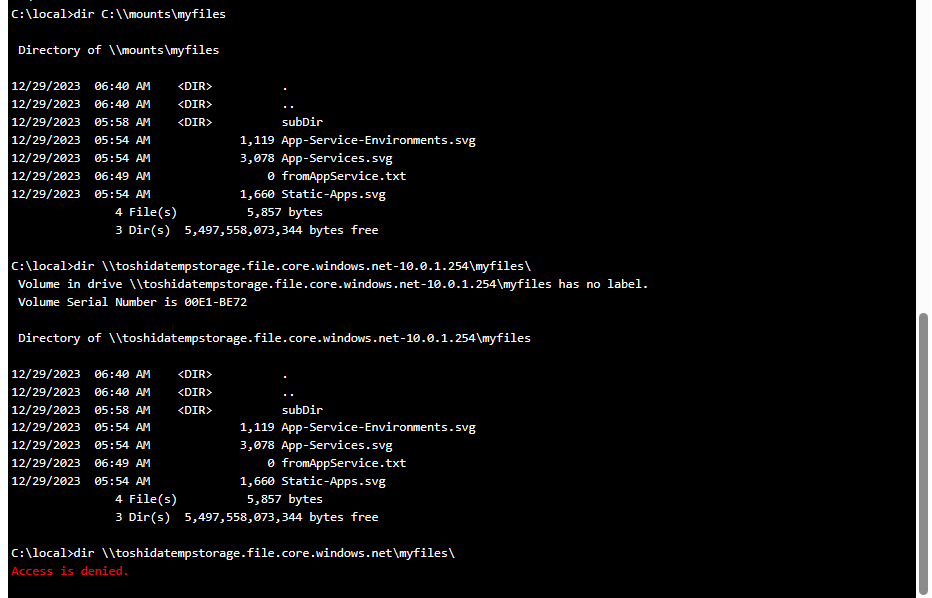 C:\local>dir C:\\mounts\myfiles
Directory of \\mounts\myfiles
12/29/2023  06:40 AM    <DIR>          .
12/29/2023  06:40 AM    <DIR>          ..
12/29/2023  05:58 AM    <DIR>          subDir
12/29/2023  05:54 AM             1,119 App-Service-Environments.svg
12/29/2023  05:54 AM             3,078 App-Services.svg
12/29/2023  06:49 AM                 0 fromAppService.txt
12/29/2023  05:54 AM             1,660 Static-Apps.svg
4 File(s)          5,857 bytes
3 Dir(s)  5,497,558,073,344 bytes free
C:\local>dir \\toshidatempstorage.file.core.windows.net-10.0.1.254\myfiles\
Volume in drive \\toshidatempstorage.file.core.windows.net-10.0.1.254\myfiles has no label.
Volume Serial Number is 00E1-BE72
Directory of \\toshidatempstorage.file.core.windows.net-10.0.1.254\myfiles
12/29/2023  06:40 AM    <DIR>          .
12/29/2023  06:40 AM    <DIR>          ..
12/29/2023  05:58 AM    <DIR>          subDir
12/29/2023  05:54 AM             1,119 App-Service-Environments.svg
12/29/2023  05:54 AM             3,078 App-Services.svg
12/29/2023  06:49 AM                 0 fromAppService.txt
12/29/2023  05:54 AM             1,660 Static-Apps.svg
4 File(s)          5,857 bytes
3 Dir(s)  5,497,558,073,344 bytes free
C:\local>dir \\toshidatempstorage.file.core.windows.net\myfiles\
Access is denied.